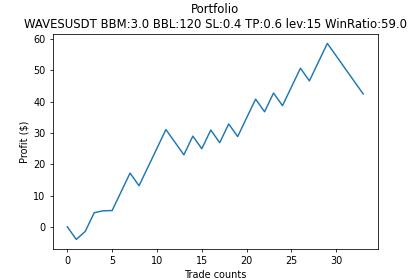 Portfolio
WAVESUSDT BBM:3.0 BBL:120 SL:0.4 TP:0.6 lev:15 WinRatio:59.0
60
50
40
30
20
10
0
Profit ($)
0 5 10 15 20 25 30
Trade counts